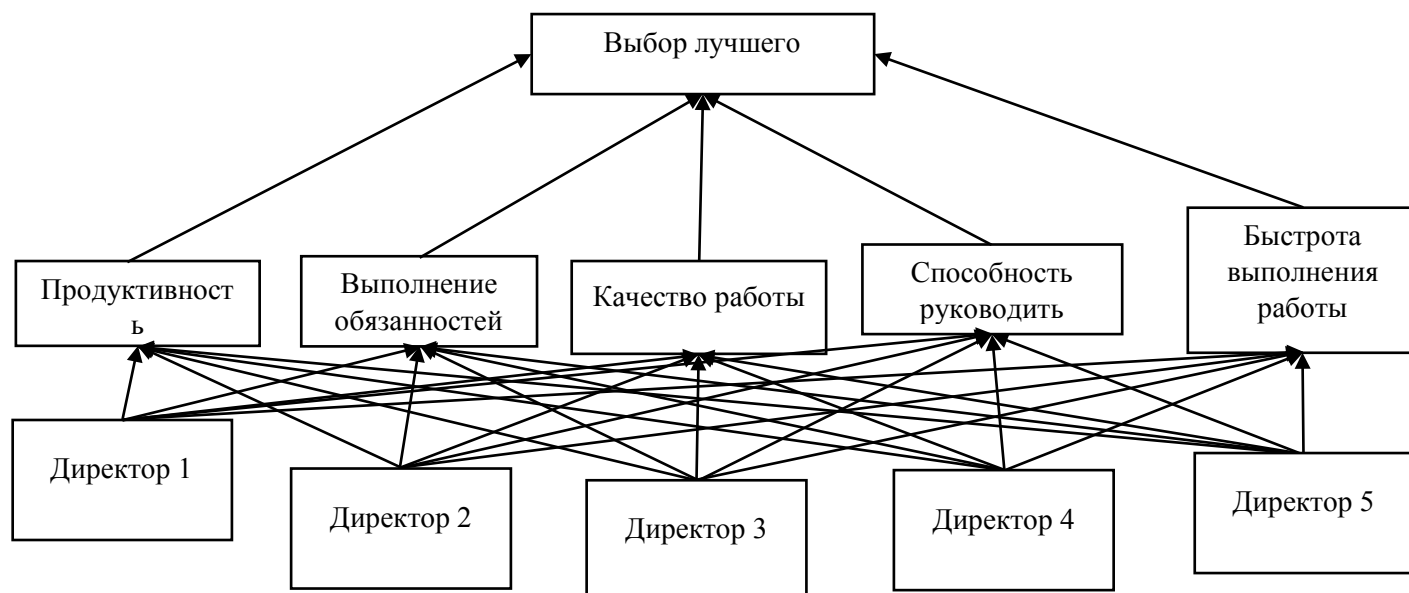 Выбор лучшего
Продуктивност
ь
Выполнение
обязанностей
Качество работы
Способность
руководить
Быстрота
выполнения
работы
Директор 1
Директор 2
Директор 3
Директор 4
Директор 5